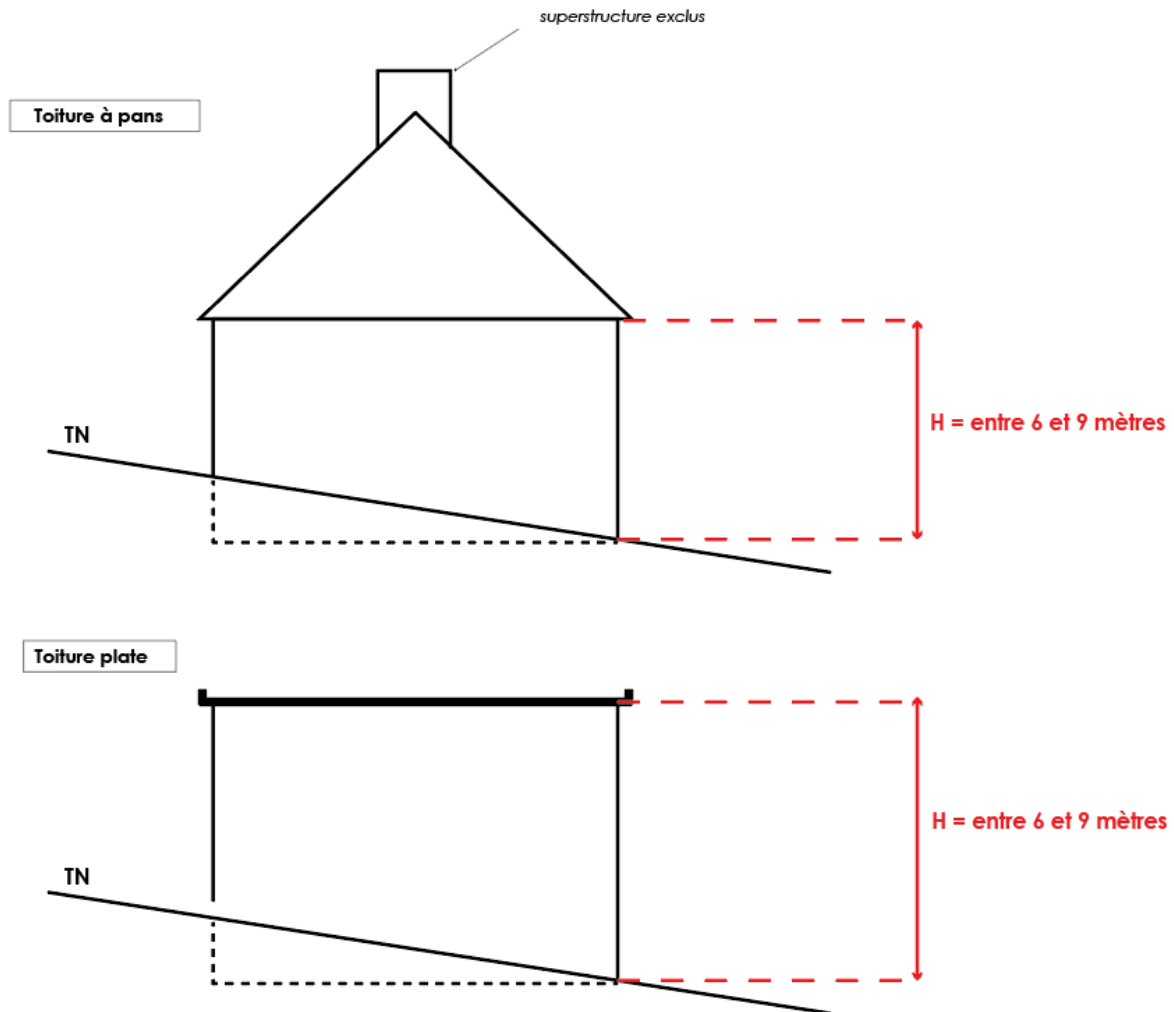 superstructure exclus
Toiture à pans
TN
H = entre 6 et 9 mètres
Toiture plate
TN
H = entre 6 et 9 mètres